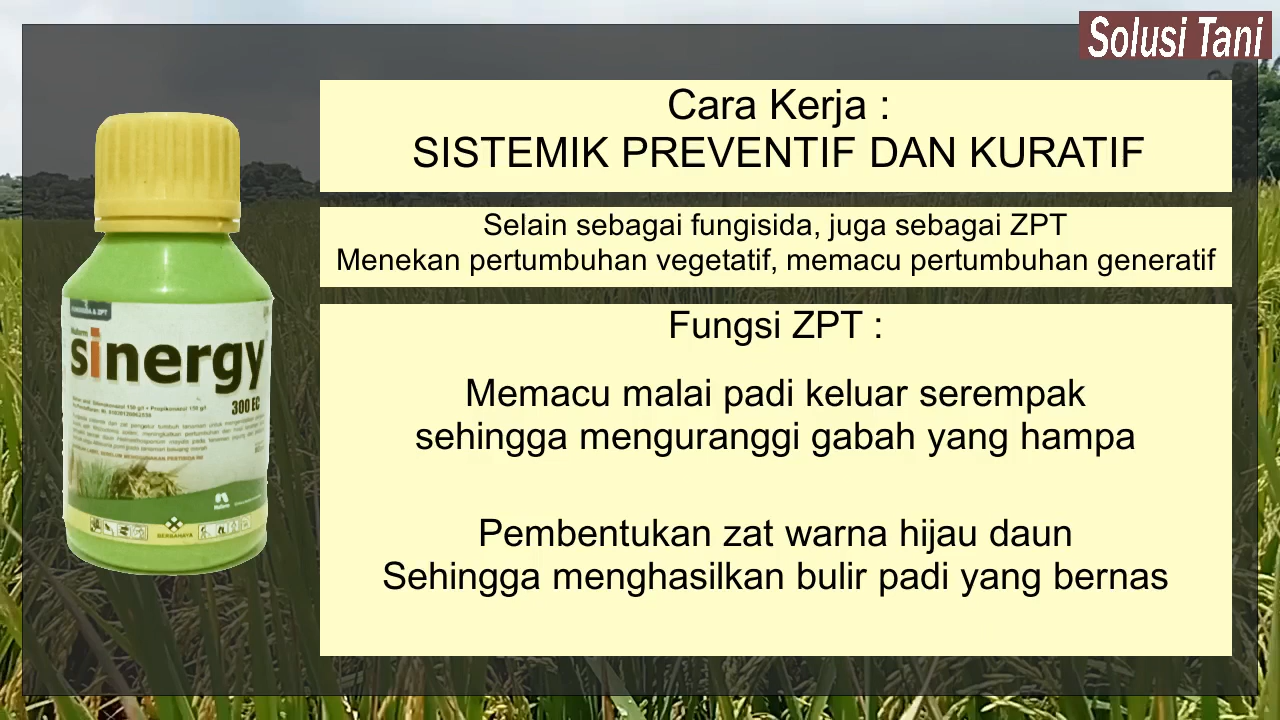 Solusi Tani
Cara Kerja :
SISTEMIK PREVENTIF DAN KURATIF
Selain sebagai fungisida, juga sebagai ZPT
Menekan pertumbuhan vegetatif, memacu pertumbuhan generatif
Fungsi ZPT :
Memacu malai padi keluar serempak
sehingga menguranggi gabah yang hampa
Pembentukan zat warna hijau daun
Sehingga menghasilkan bulir padi yang bernas
sinergy
300 EC
BERBAHAYA